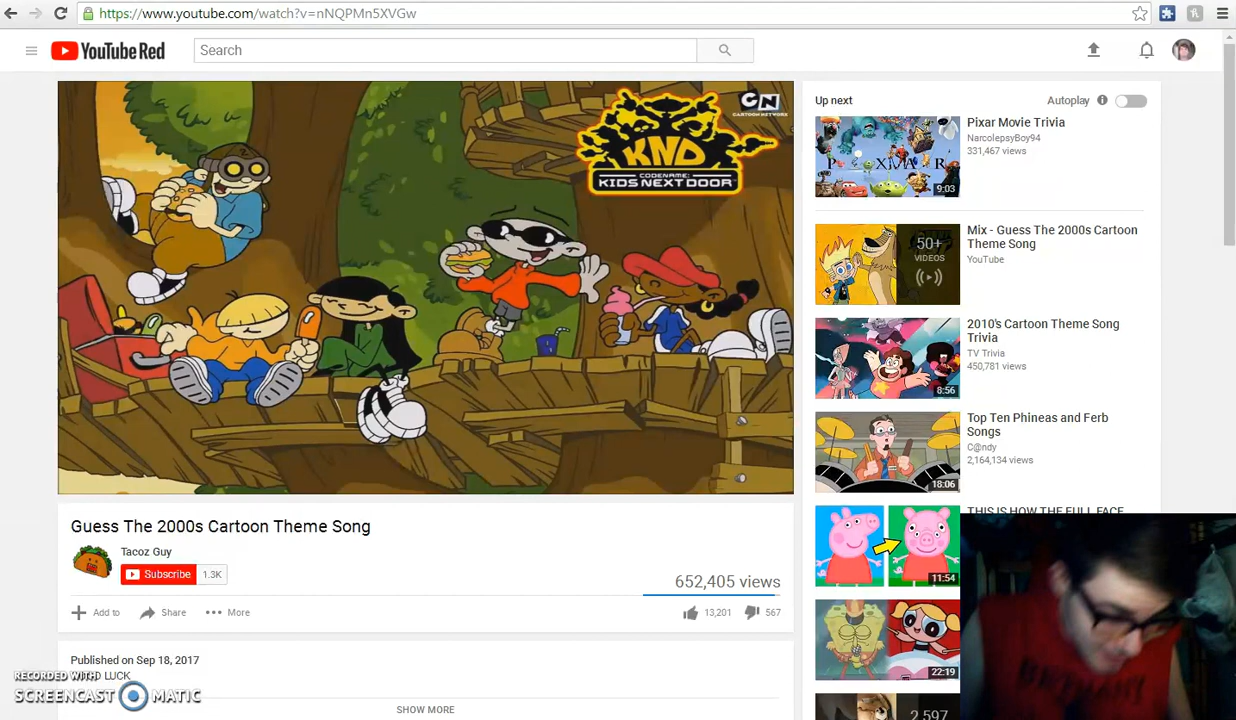 https://www.youtube.com/watch?v=nNQPMn5XVGw
YouTube Red
Search
CN
CARTOON NETWORK
KND
CODENAME:
KIDS NEXT DOOR
Guess The 2000s Cartoon Theme Song
Tacoz Guy
Subscribe 1.3K
652,405 views
Add to Share More
13,201 567
Published on Sep 18, 2017
LUCK
RECORDED WITH
SCREENCAST MATIC
SHOW MORE
Up next
Autoplay
Pixar Movie Trivia
NarcolepsyBoy94
331,467 views
9:03
Mix - Guess The 2000s Cartoon
Theme Song
YouTube
50+
VIDEOS
2010's Cartoon Theme Song
Trivia
TV Trivia
450,781 views
8:56
Top Ten Phineas and Ferb
Songs
C@ndy
2,164,134 views
18:06
THIS IS HOW THE FULL FACE
11:54
22:19
2,597